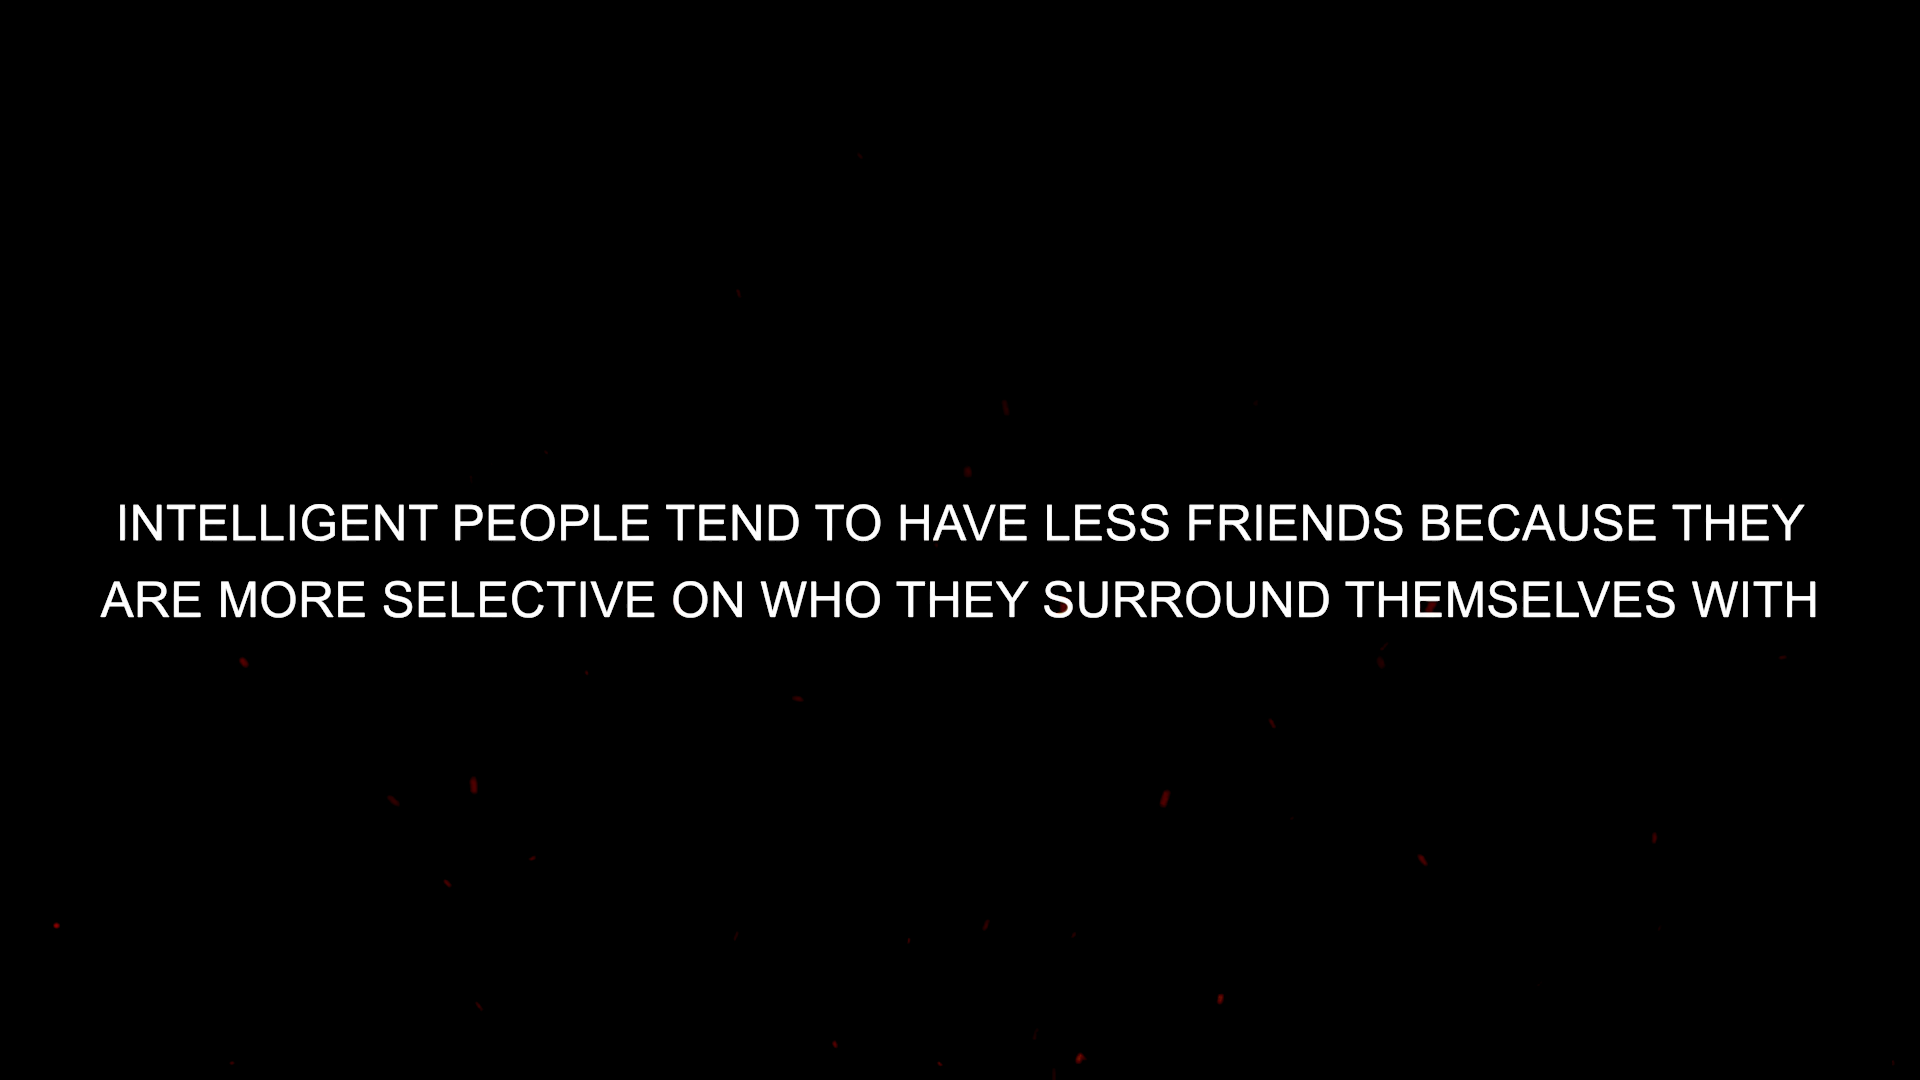 INTELLIGENT PEOPLE TEND TO HAVE LESS FRIENDS BECAUSE THEY
ARE MORE SELECTIVE ON WHO THEY SURROUND THEMSELVES WITH